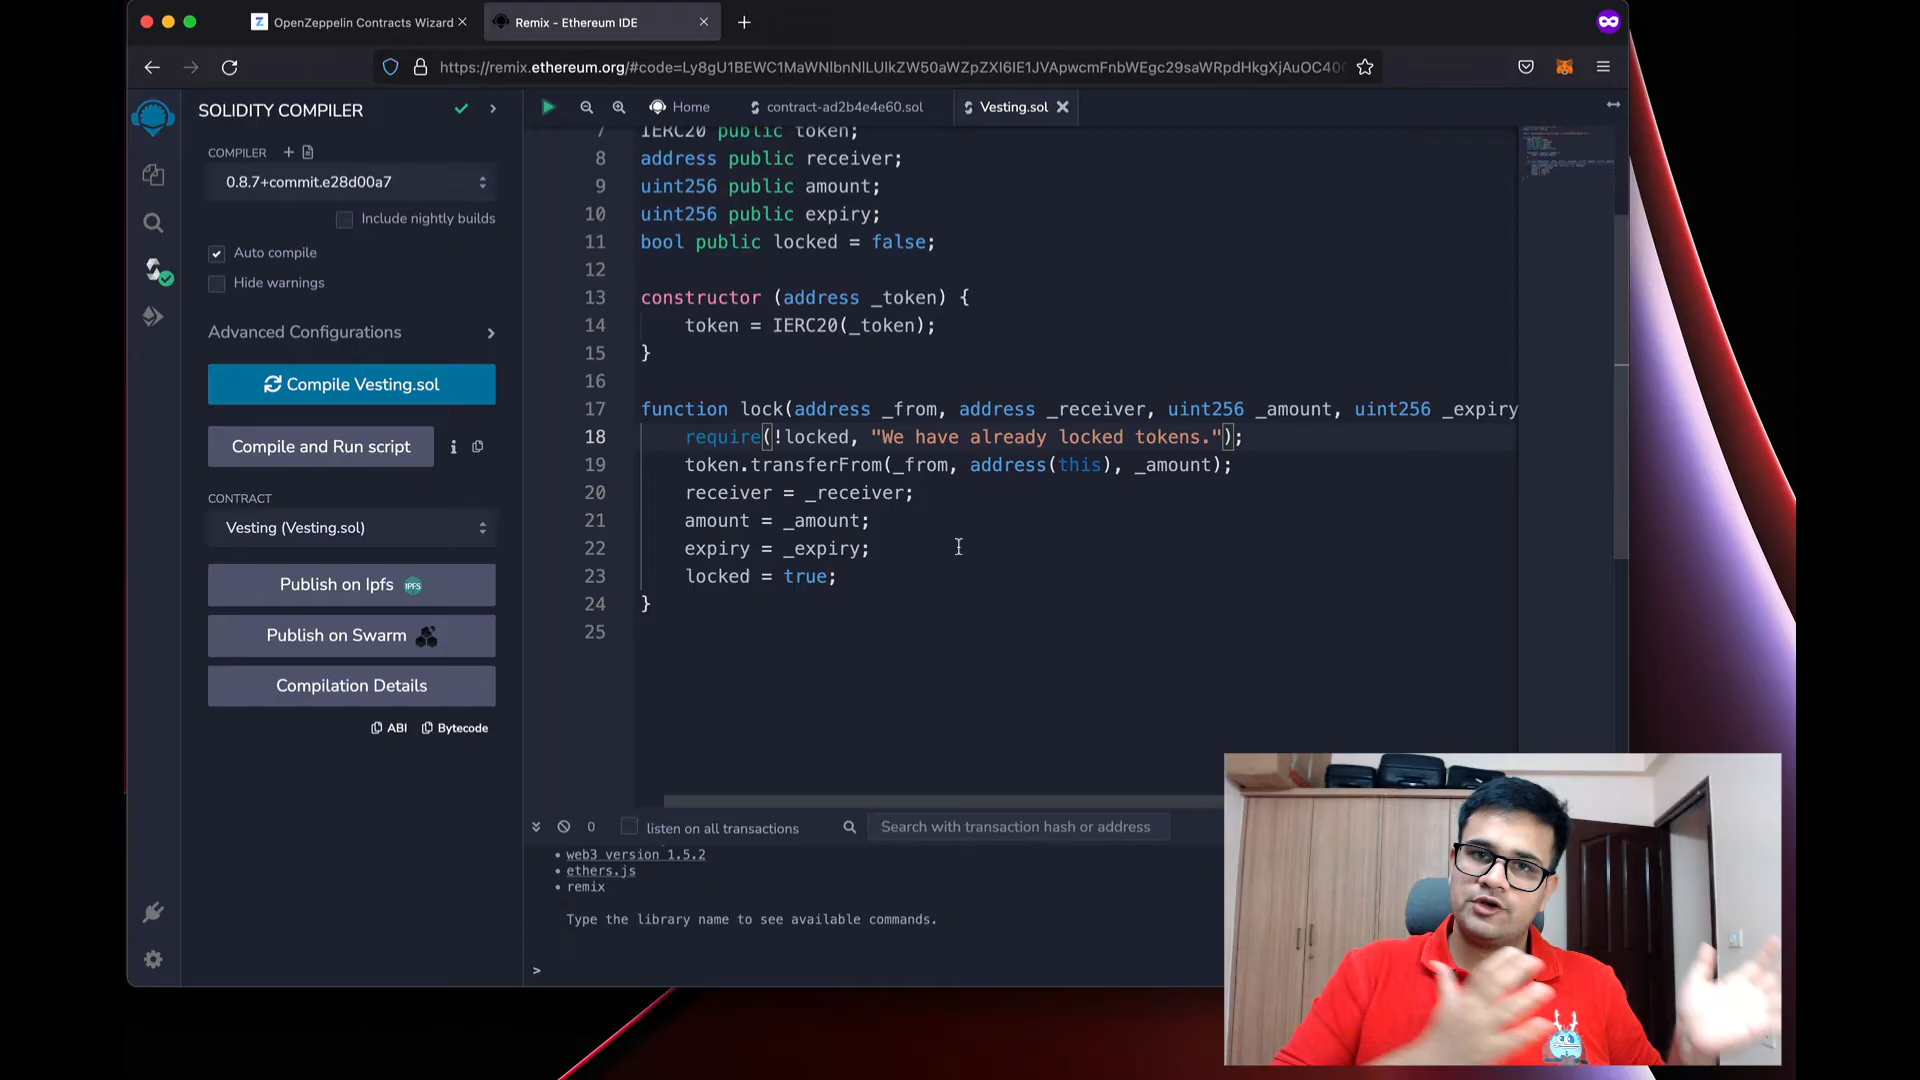 OpenZeppelin Contracts Wizard
Remix - Ethereum IDE
https://remix.ethereum.org/#code=Ly8gU1BEWC1MaWNlbnNlLUlkZW50aWZpZXI6IE1JVApwcmFnbWEgc29saWRpdHkgXjAuOC40O
SOLIDITY COMPILER
Home
contract-ad2b4e4e60.sol
Vesting.sol
COMPILER
0.8.7+commit.e28d00a7
Include nightly builds
Auto compile
Hide warnings
Advanced Configurations
Compile Vesting.sol
Compile and Run script
CONTRACT
Vesting (Vesting.sol)
Publish on Ipfs
IPFS
Publish on Swarm
Compilation Details
ABI
Bytecode
7 IERC20 public token;
8 address public receiver;
9 uint256 public amount;
10 uint256 public expiry;
11 bool public locked = false;
12
13 constructor (address _token) {
14 token = IERC20(_token);
15 }
16
17 function lock(address _from, address _receiver, uint256 _amount, uint256 _expiry
18 require(!locked, "We have already locked tokens.");
19 token.transferFrom(_from, address(this), _amount);
20 receiver = _receiver;
21 amount = _amount;
22 expiry = _expiry;
23 locked = true;
24 }
25
0 listen on all transactions
Search with transaction hash or address
web3 version 1.5.2
ethers.js
remix
Type the library name to see available commands.
>